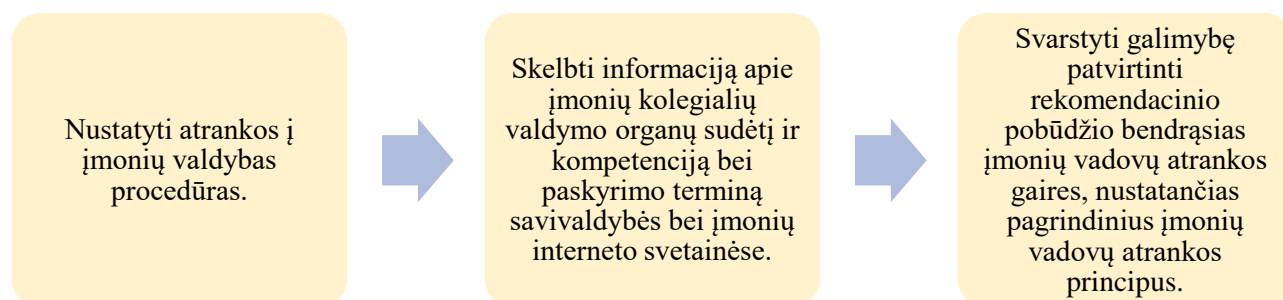 Nustatyti atrankos į
įmonių valdybas
procedūras.
Skelbti informaciją apie
įmonių kolegialių
valdymo organų sudėtį ir
kompetenciją bei
paskyrimo terminą
savivaldybės bei įmonių
interneto svetainėse.
Svarstyti galimybę
patvirtinti
rekomendacinio
pobūdžio bendrąsias
įmonių vadovų atrankos
gaires, nustatančias
pagrindinius įmonių
vadovų atrankos
principus.